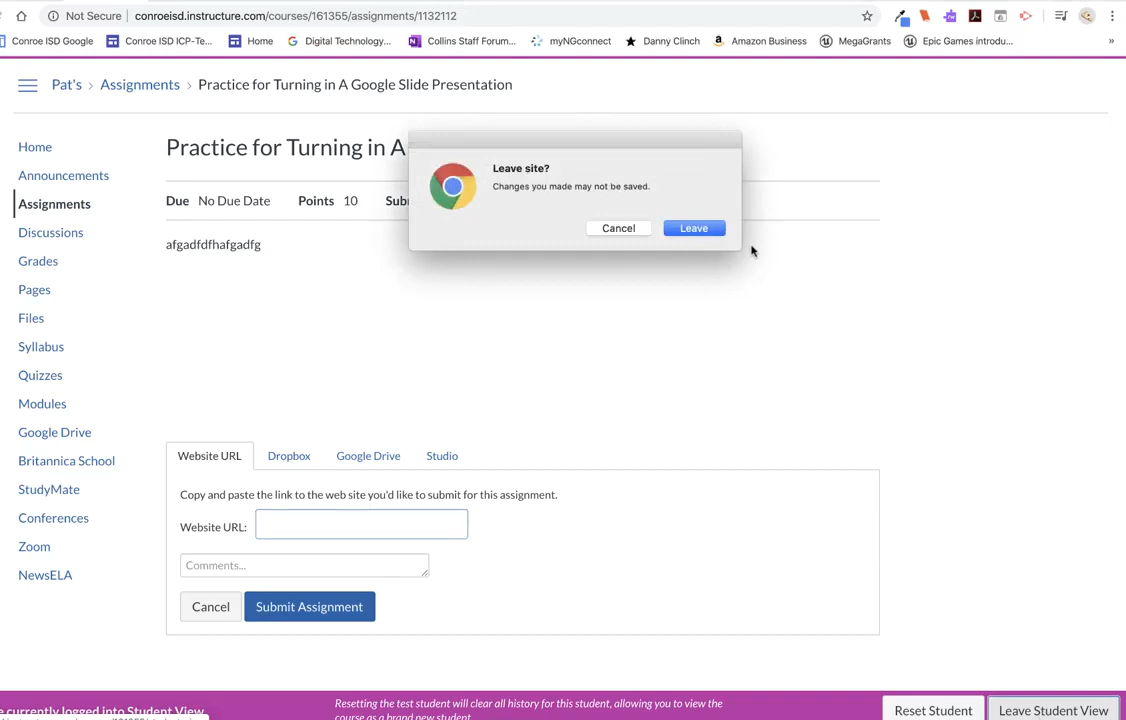 Not Secure conroeisd.instructure.com/courses/161355/assignments/1132112
Conroe ISD Google Conroe ISD ICP-Te... Home Digital Technology... Collins Staff Forum... myNGconnect Danny Clinch Amazon Business MegaGrants Epic Games introdu... »
Pat's › Assignments › Practice for Turning in A Google Slide Presentation
Home
Announcements
Assignments
Discussions
Grades
Pages
Files
Syllabus
Quizzes
Modules
Google Drive
Britannica School
StudyMate
Conferences
Zoom
NewsELA
Practice for Turning in A
Due No Due Date Points 10
afgadfdfhafgadfg
Leave site?
Changes you made may not be saved.
Cancel Leave
Website URL Dropbox Google Drive Studio
Copy and paste the link to the web site you'd like to submit for this assignment.
Website URL:
Comments...
Cancel Submit Assignment
currently logged into Student View
Resetting the test student will clear all history for this student, allowing you to view the
course as a brand new student
Reset Student Leave Student View